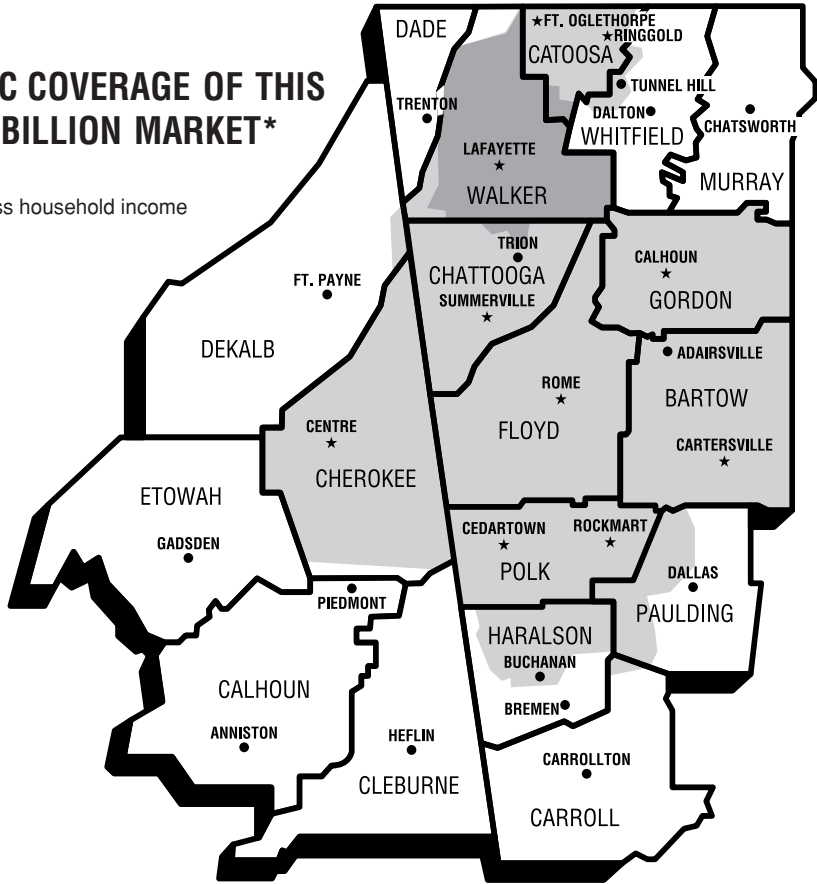 C COVERAGE OF THIS
BILLION MARKET*
ss household income
DADE
★FT. OGLETHORPE
★RINGGOLD
CATOOSA
TUNNEL HILL
TRENTON
DALTON
CHATSWORTH
WHITFIELD
LAFAYETTE
★
MURRAY
WALKER
TRION
CALHOUN
★
CHATTOOGA
FT. PAYNE
SUMMERVILLE
★
GORDON
DEKALB
ADAIRSVILLE
ROME
★
BARTOW
CENTRE
★
FLOYD
CARTERSVILLE
★
CHEROKEE
ETOWAH
CEDARTOWN
★
ROCKMART
★
GADSDEN
POLK
DALLAS
PIEDMONT
PAULDING
HARALSON
BUCHANAN
CALHOUN
BREMEN
ANNISTON
HEFLIN
CARROLLTON
CLEBURNE
CARROLL